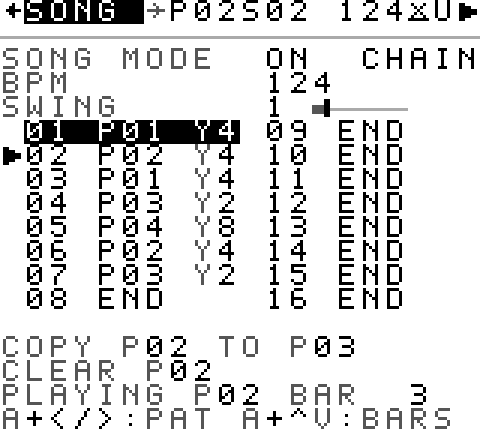 ←SONG →P02S02 124xU▶
SONG MODE ON CHAIN
BPM 124
SWING 1
01 P01 Y4 09 END
▶02 P02 Y4 10 END
03 P01 Y4 11 END
04 P03 Y2 12 END
05 P04 Y8 13 END
06 P02 Y4 14 END
07 P03 Y2 15 END
08 END 16 END
COPY P02 TO P03
CLEAR P02
PLAYING P02 BAR 3
A+</>:PAT A+^V:BARS